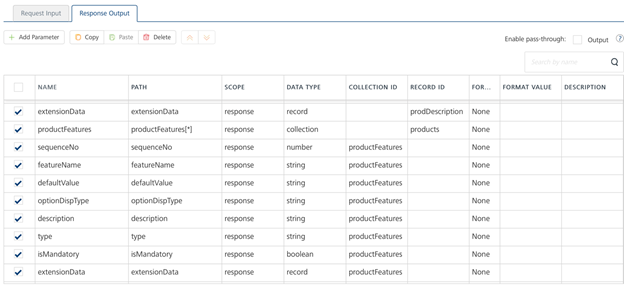 Request Input Response Output
+ Add Parameter Copy Paste Delete Enable pass-through: Output ?
Search by name
NAME PATH SCOPE DATA TYPE COLLECTION ID RECORD ID FOR... FORMAT VALUE DESCRIPTION
extensionData extensionData response record prodDescription None
productFeatures productFeatures[*] response collection products None
sequenceNo sequenceNo response number productFeatures None
featureName featureName response string productFeatures None
defaultValue defaultValue response string productFeatures None
optionDispType optionDispType response string productFeatures None
description description response string productFeatures None
type type response string productFeatures None
isMandatory isMandatory response boolean productFeatures None
extensionData extensionData response record productFeatures None